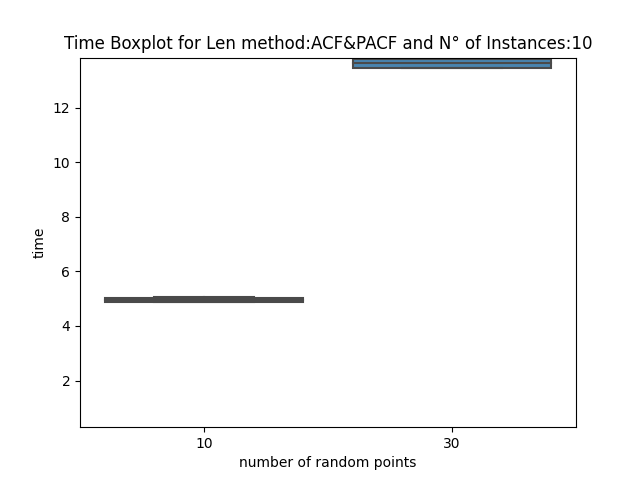 Time Boxplot for Len method:ACF&PACF and N° of Instances:10
12
10
8
6
4
2
time
10 30
number of random points